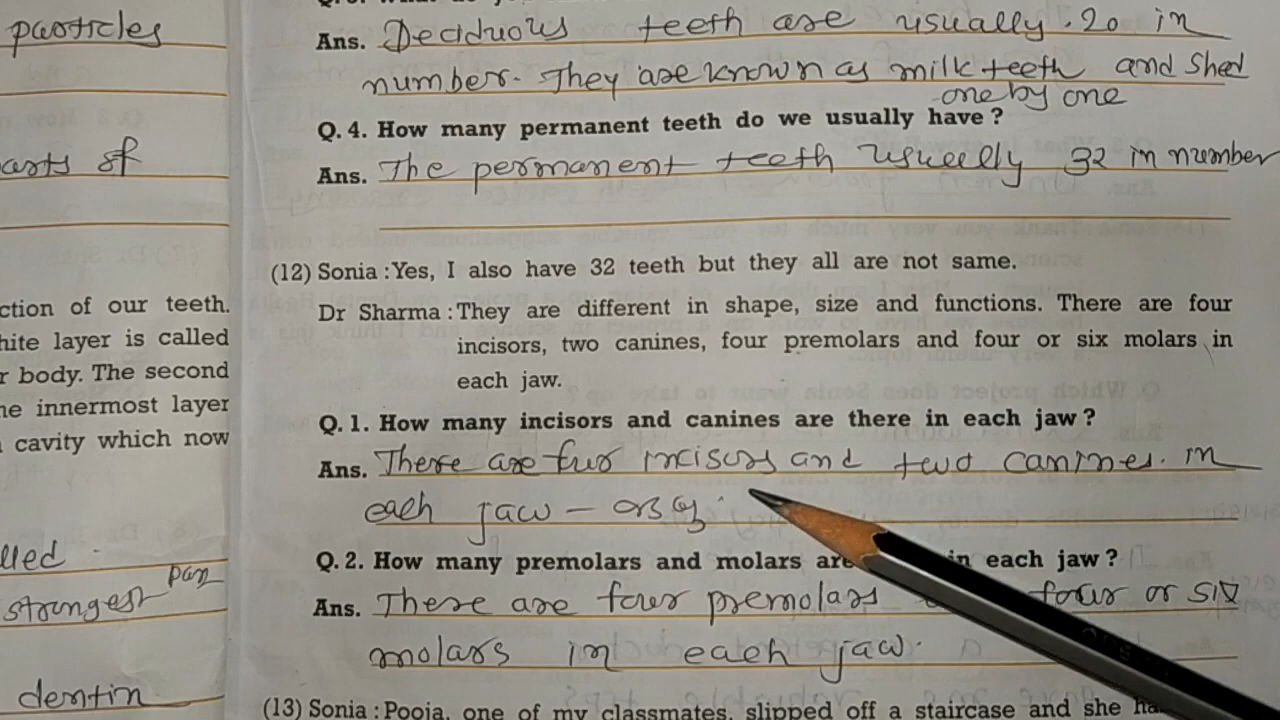 particles
arts of
ction of our teeth.
hite layer is called
r body. The second
ne innermost layer
cavity which now
lled
strongest part
dentin
Ans. Deciduous teeth are usually 20 in
number. They are known as milk teeth and shed
one by one
Q. 4. How many permanent teeth do we usually have ?
Ans. The permanent teeth usually 32 in number
(12) Sonia : Yes, I also have 32 teeth but they all are not same.
Dr Sharma : They are different in shape, size and functions. There are four
incisors, two canines, four premolars and four or six molars in
each jaw.
Q. 1. How many incisors and canines are there in each jaw ?
Ans. There are four incisors and two canines. in
each jaw –
Q. 2. How many premolars and molars are in each jaw ?
Ans. There are four premolars four or six
molars in each jaw.
(13) Sonia : Pooja, one of my classmates, slipped off a staircase and she